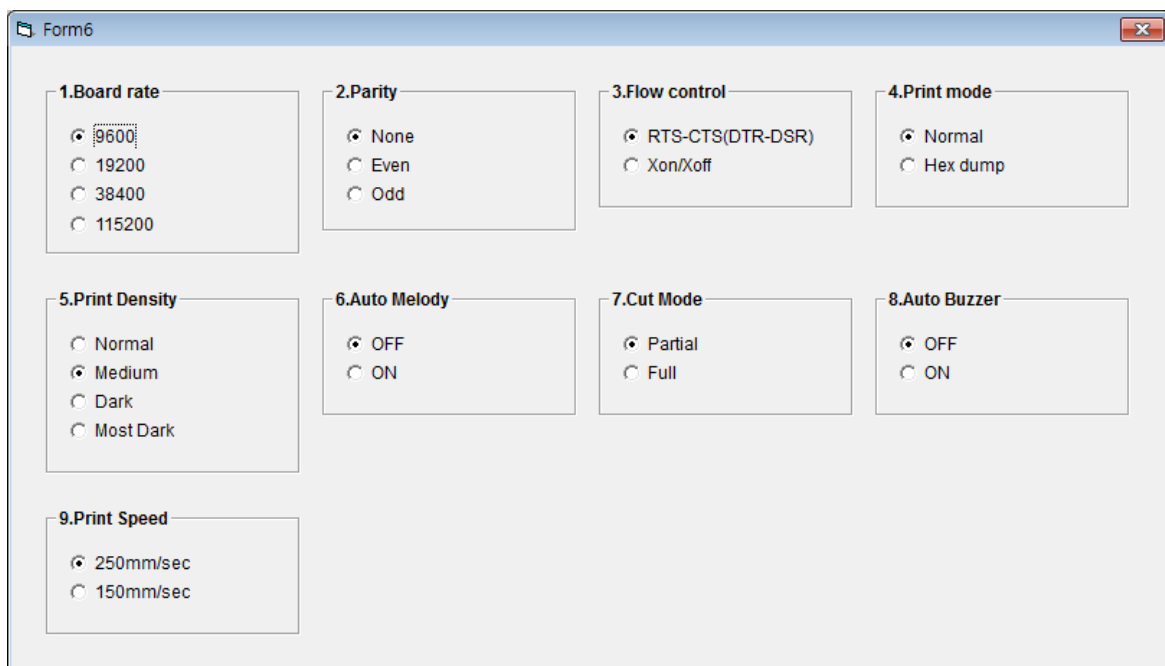 Form6
1.Board rate
9600
19200
38400
115200
2.Parity
None
Even
Odd
3.Flow control
RTS-CTS(DTR-DSR)
Xon/Xoff
4.Print mode
Normal
Hex dump
5.Print Density
Normal
Medium
Dark
Most Dark
6.Auto Melody
OFF
ON
7.Cut Mode
Partial
Full
8.Auto Buzzer
OFF
ON
9.Print Speed
250mm/sec
150mm/sec